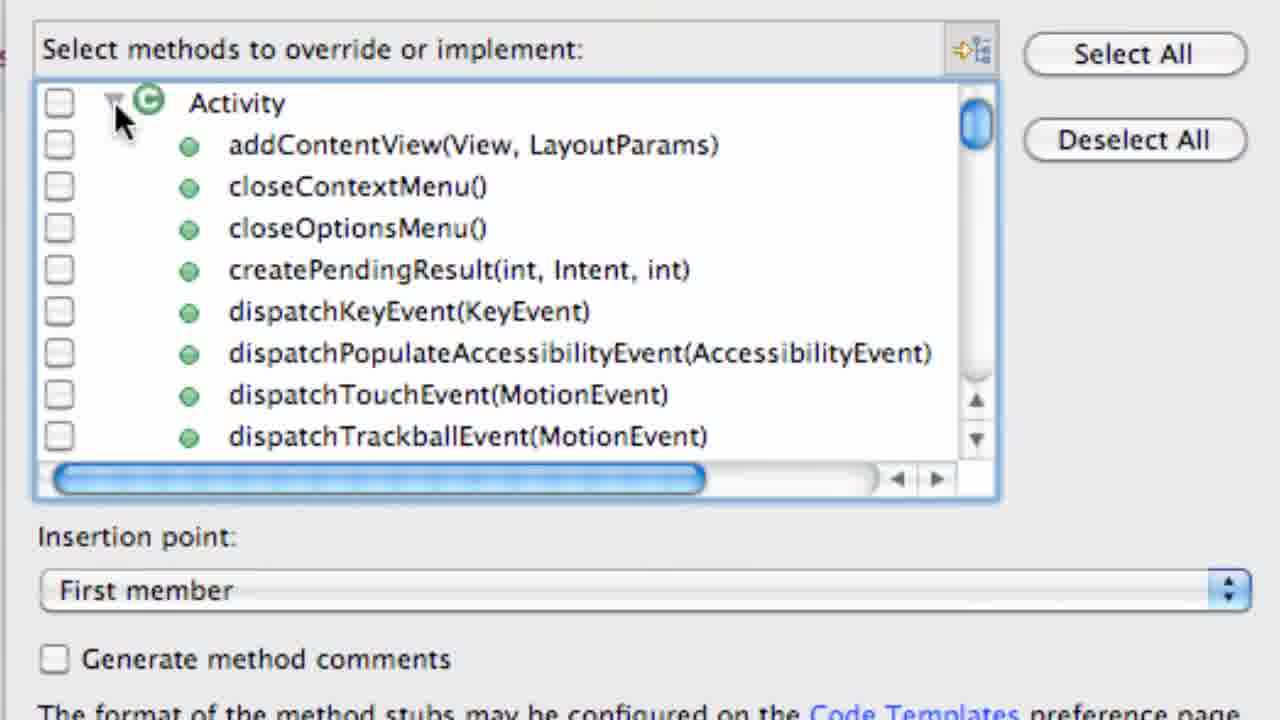 Select methods to override or implement:
Select All
C Activity
addContentView(View, LayoutParams)
Deselect All
closeContextMenu()
closeOptionsMenu()
createPendingResult(int, Intent, int)
dispatchKeyEvent(KeyEvent)
dispatchPopulateAccessibilityEvent(AccessibilityEvent)
dispatchTouchEvent(MotionEvent)
dispatchTrackballEvent(MotionEvent)
Insertion point:
First member
Generate method comments
The format of the method stubs may be configured on the Code Templates preference page